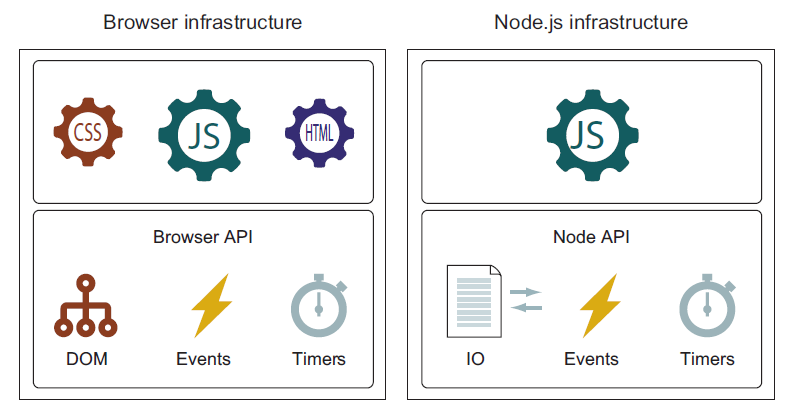 Browser infrastructure
Node.js infrastructure
CSS
JS
HTML
JS
Browser API
Node API
DOM
Events
Timers
IO
Events
Timers